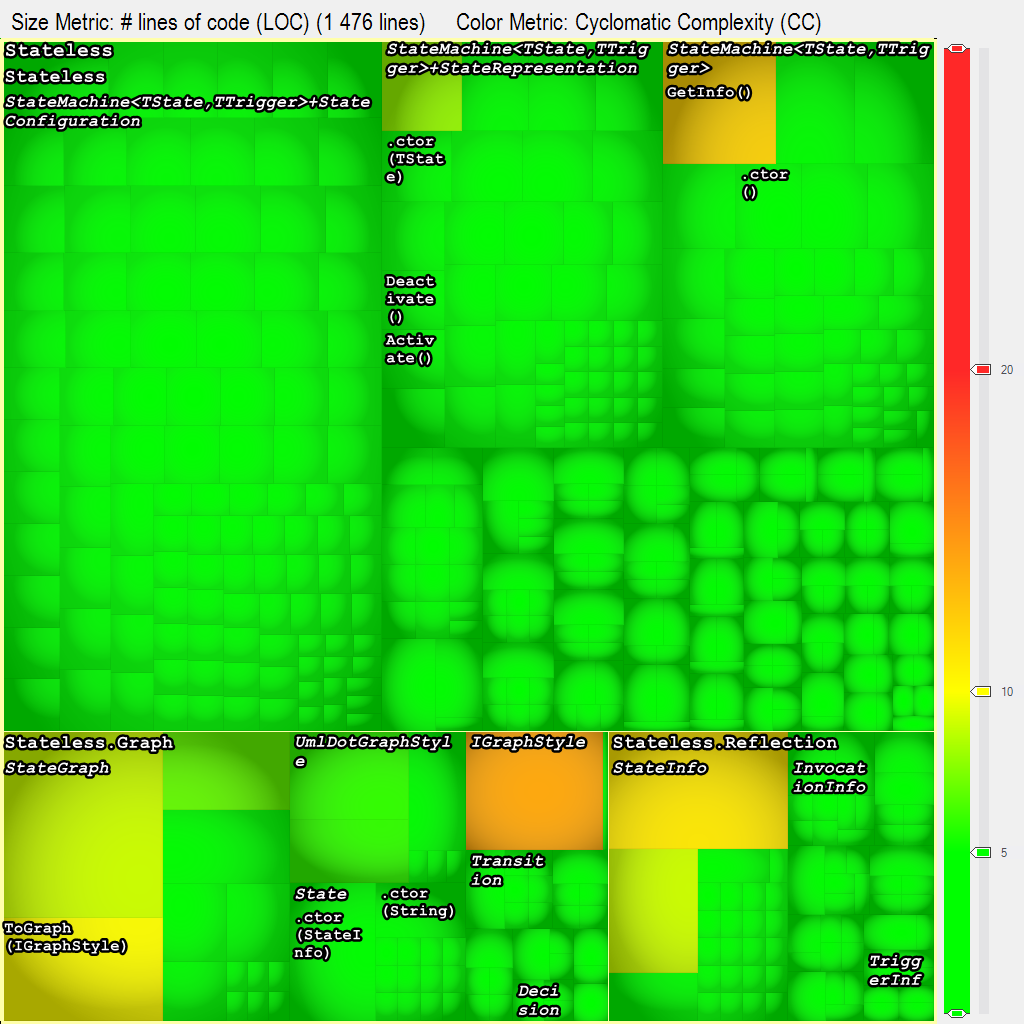 Size Metric: # lines of code (LOC) (1 476 lines) Color Metric: Cyclomatic Complexity (CC)
Stateless
Stateless
StateMachine<TState,TTrigger>+State
Configuration
StateMachine<TState,TTrig
ger>+StateRepresentation
.ctor
(TStat
e)
Deact
ivate
()
Activ
ate()
StateMachine<TState,TTrig
ger>
GetInfo()
.ctor
()
20
10
5
Stateless.Graph
StateGraph
ToGraph
(IGraphStyle)
UmlDotGraphStyl
e
State
.ctor
(StateI
nfo)
.ctor
(String)
IGraphStyle
Transit
ion
Deci
sion
Stateless.Reflection
StateInfo
Invocat
ionInfo
Trigg
erInf